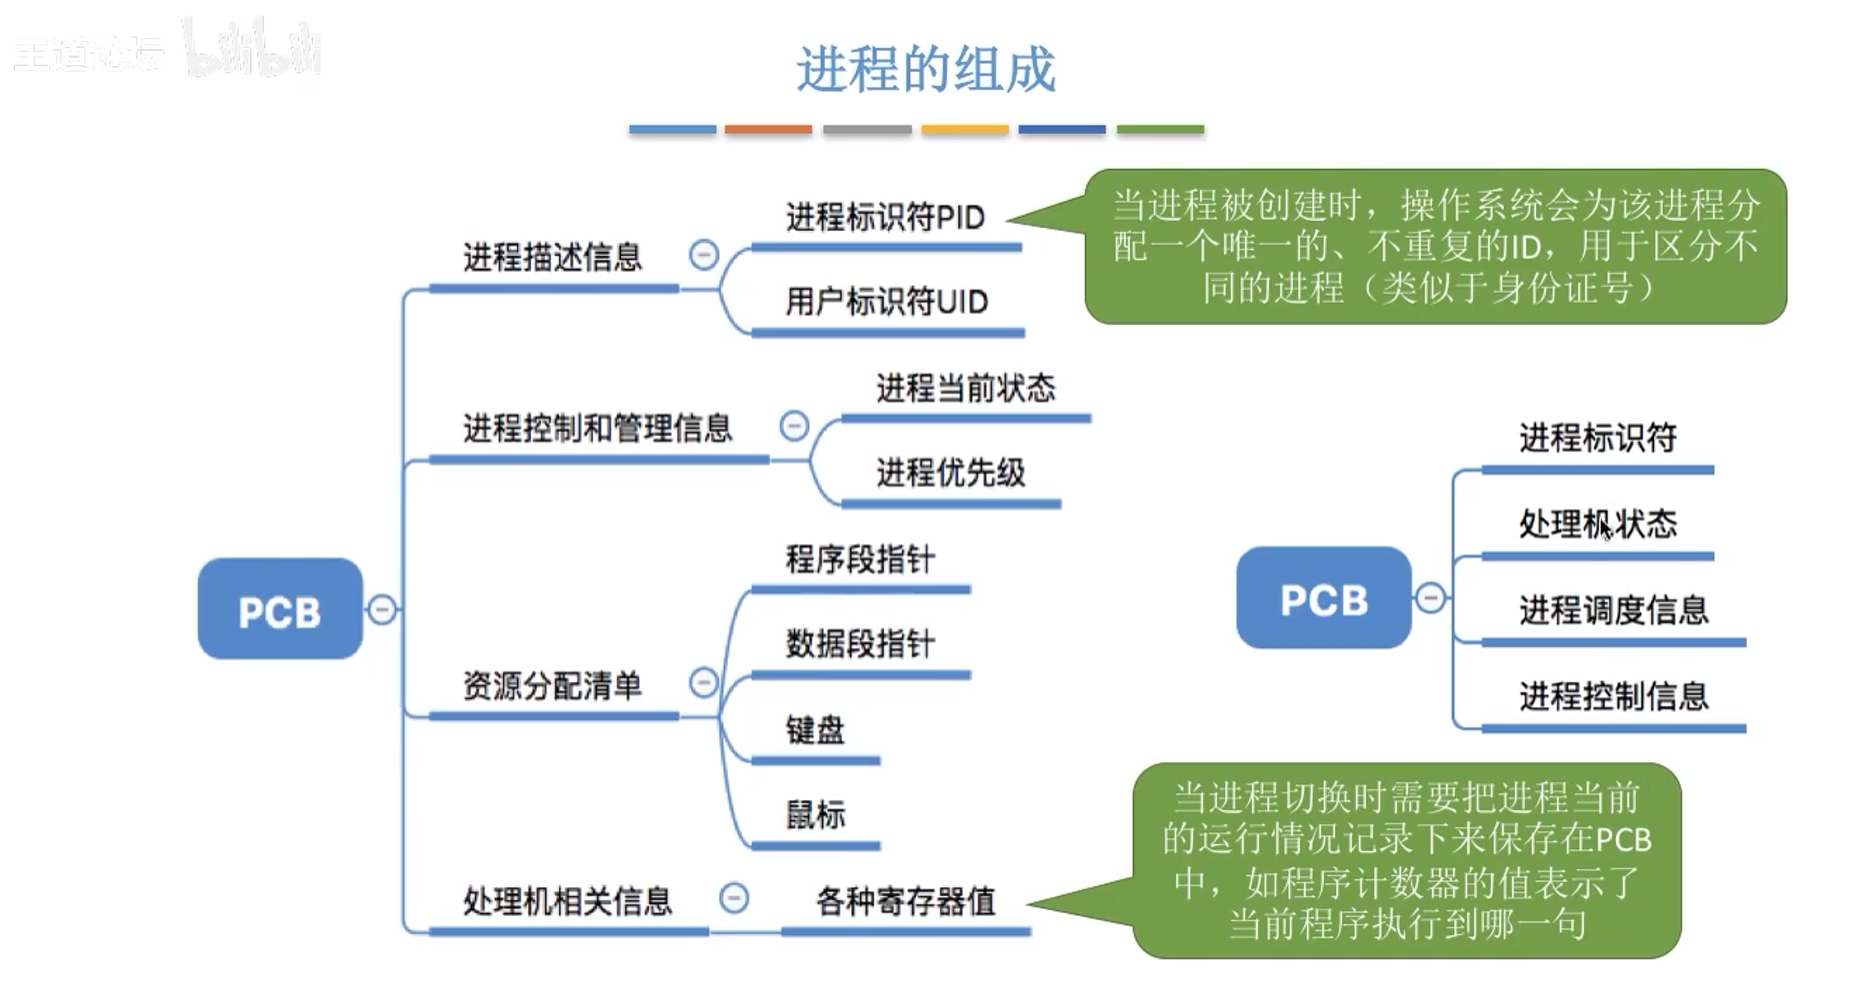 王道论坛 bilibili
进程的组成
进程标识符PID
用户标识符UID
进程描述信息
当进程被创建时，操作系统会为该进程分
配一个唯一的、不重复的ID，用于区分不
同的进程（类似于身份证号）
进程当前状态
进程优先级
进程控制和管理信息
程序段指针
数据段指针
键盘
鼠标
资源分配清单
处理机相关信息
各种寄存器值
PCB
当进程切换时需要把进程当前
的运行情况记录下来保存在PCB
中，如程序计数器的值表示了
当前程序执行到哪一句
进程标识符
处理机状态
进程调度信息
进程控制信息
PCB